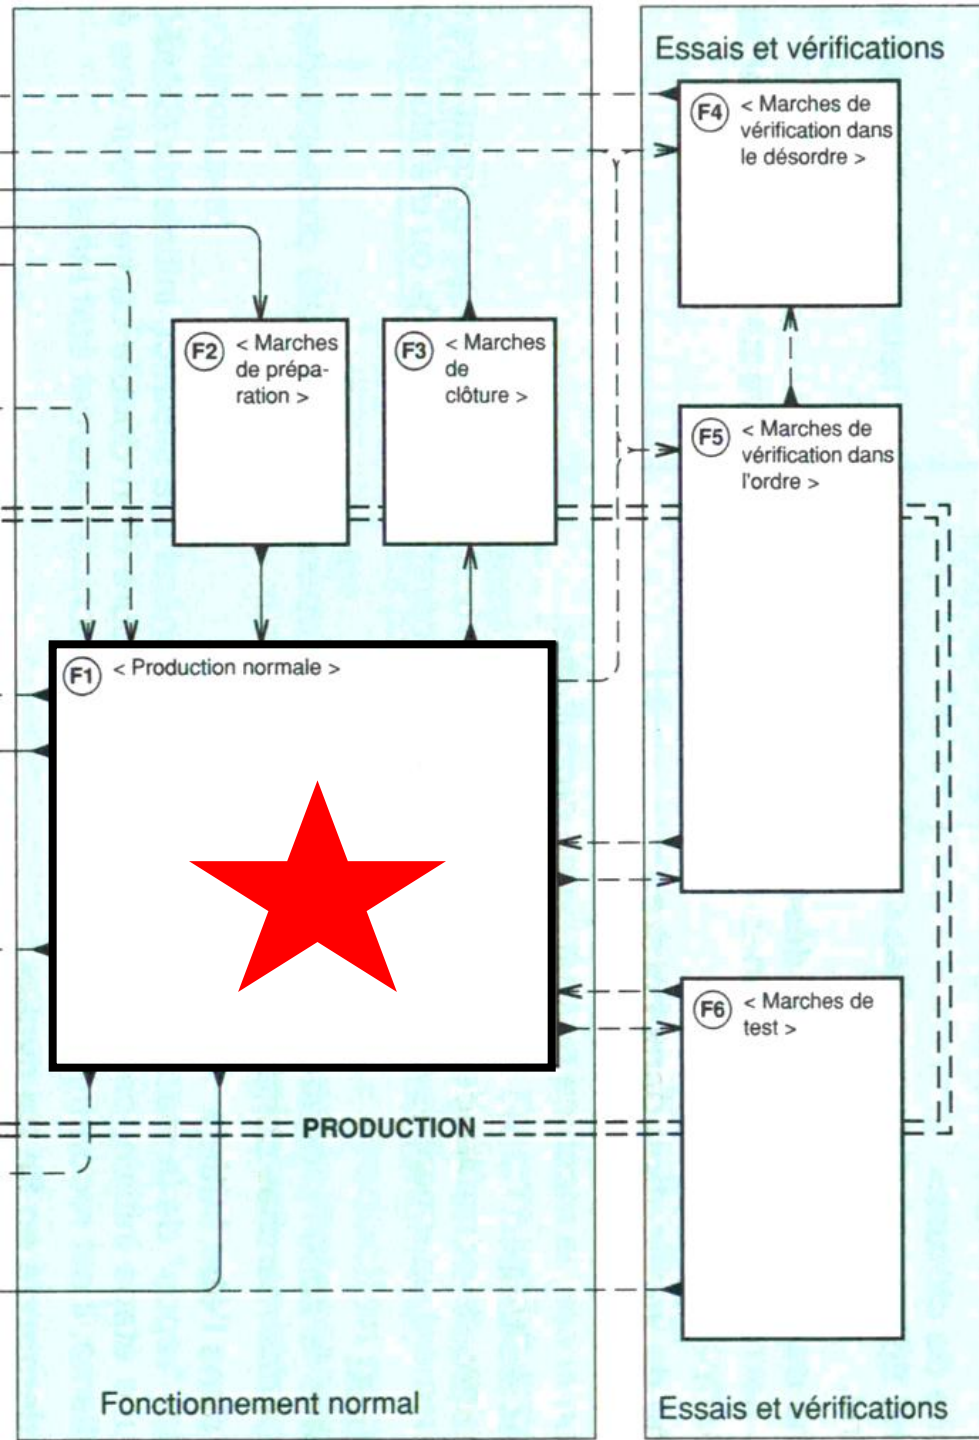 Essais et vérifications
F4
< Marches de
vérification dans
le désordre >
F2
< Marches
de prépa-
ration >
F3
< Marches
de
clôture >
F5
< Marches de
vérification dans
l'ordre >
F1
< Production normale >
F6
< Marches de
test >
PRODUCTION
Fonctionnement normal
Essais et vérifications